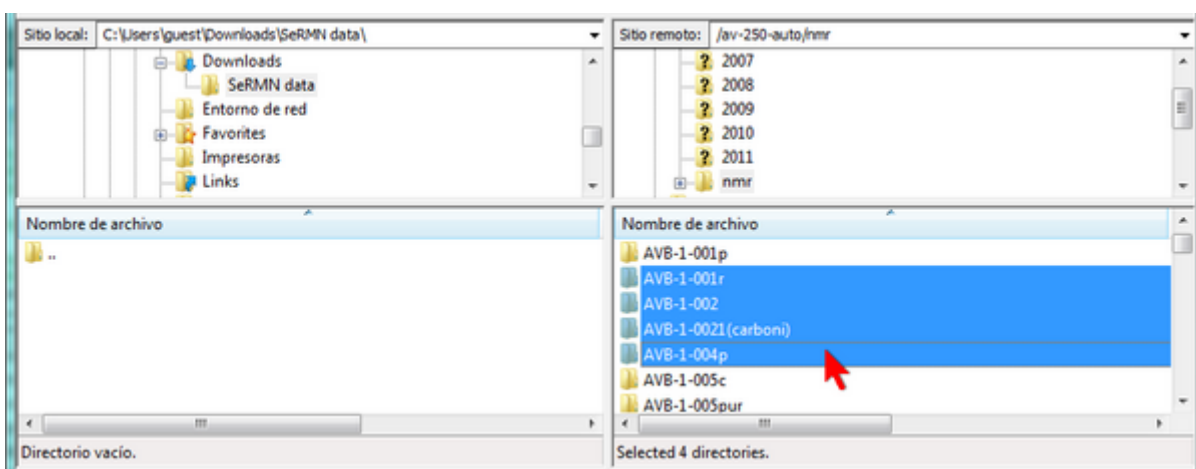 Sitio local: C:\Users\guest\Downloads\SeRMN data\
Downloads
SeRMN data
Entorno de red
Favorites
Impresoras
Links
Nombre de archivo
..
Directorio vacío.
Sitio remoto: /av-250-auto/nmr
2007
2008
2009
2010
2011
nmr
Nombre de archivo
AVB-1-001p
AVB-1-001r
AVB-1-002
AVB-1-0021(carboni)
AVB-1-004p
AVB-1-005c
AVB-1-005pur
Selected 4 directories.